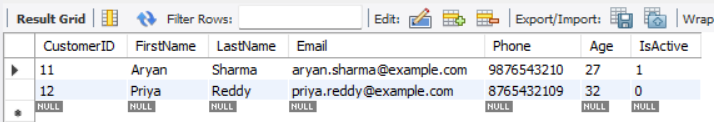 Result Grid Filter Rows: Edit: Export/Import: Wrap
CustomerID FirstName LastName Email Phone Age IsActive
11 Aryan Sharma aryan.sharma@example.com 9876543210 27 1
12 Priya Reddy priya.reddy@example.com 8765432109 32 0
NULL NULL NULL NULL NULL NULL NULL